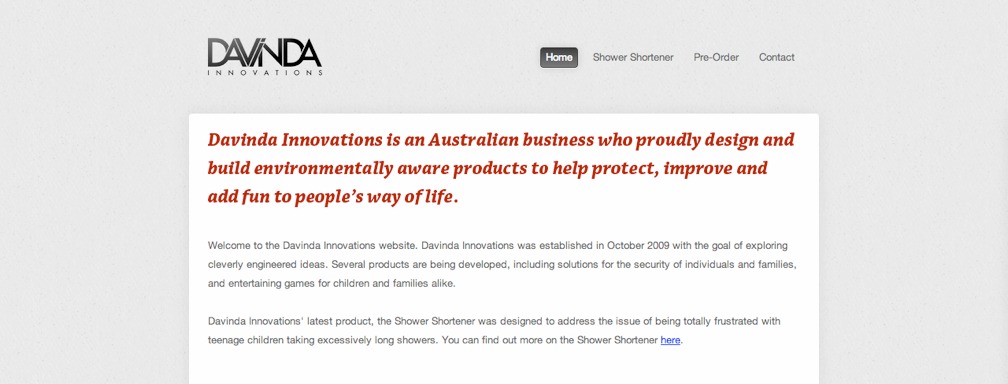 DAVINDA
INNOVATIONS
Home Shower Shortener Pre-Order Contact
Davinda Innovations is an Australian business who proudly design and
build environmentally aware products to help protect, improve and
add fun to people’s way of life.
Welcome to the Davinda Innovations website. Davinda Innovations was established in October 2009 with the goal of exploring
cleverly engineered ideas. Several products are being developed, including solutions for the security of individuals and families,
and entertaining games for children and families alike.
Davinda Innovations' latest product, the Shower Shortener was designed to address the issue of being totally frustrated with
teenage children taking excessively long showers. You can find out more on the Shower Shortener here.